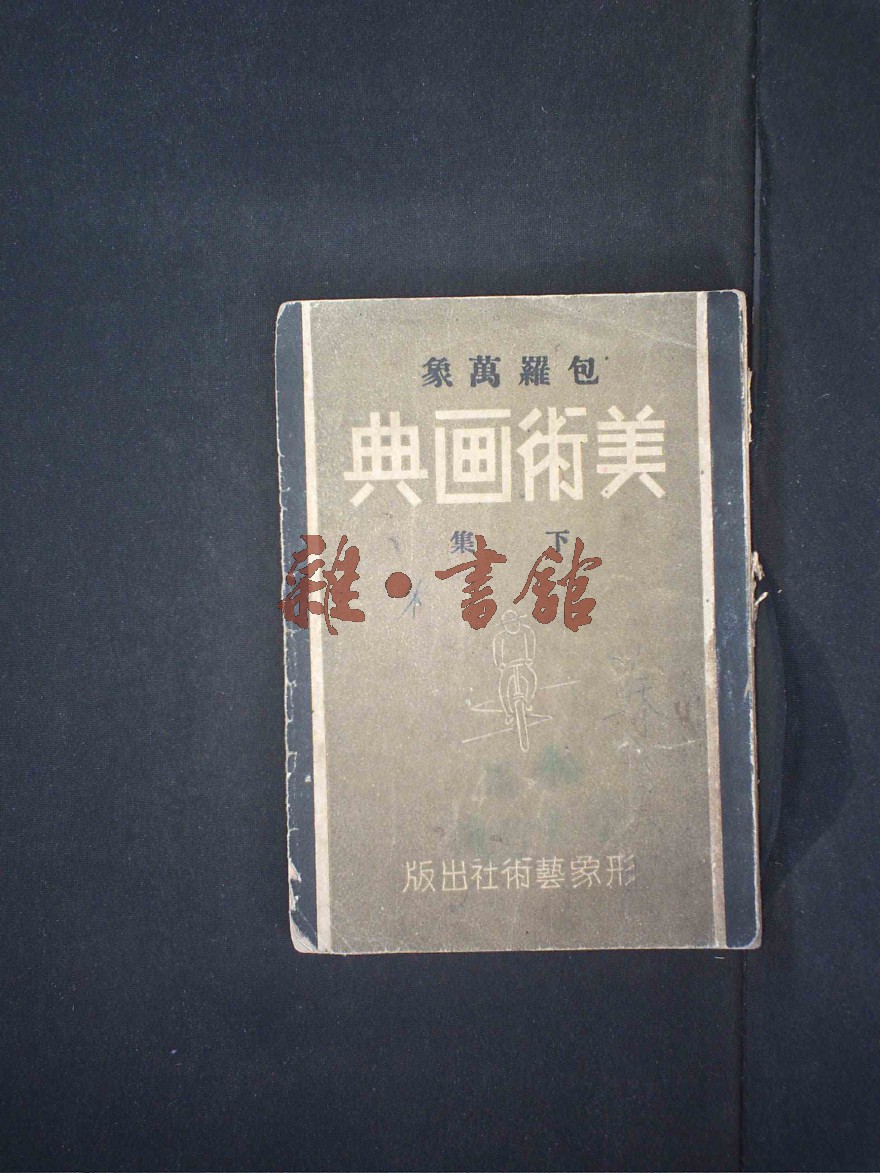 包羅萬象
美術画典
下集
雜·書館
形象藝術社出版